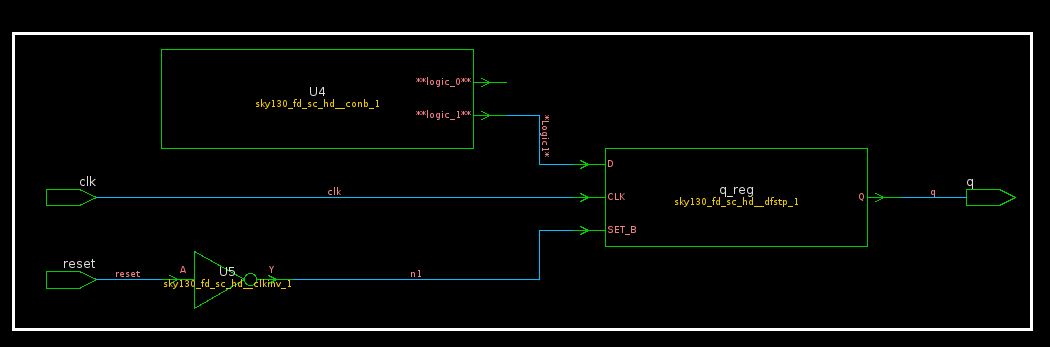 **logic_0**
U4
sky130_fd_sc_hd__conb_1
**logic_1**
*Logic1*
clk
clk
D
CLK
SET_B
q_reg
sky130_fd_sc_hd__dfstp_1
Q
q
q
reset
reset
A
U5
Y
sky130_fd_sc_hd__clkinv_1
n1